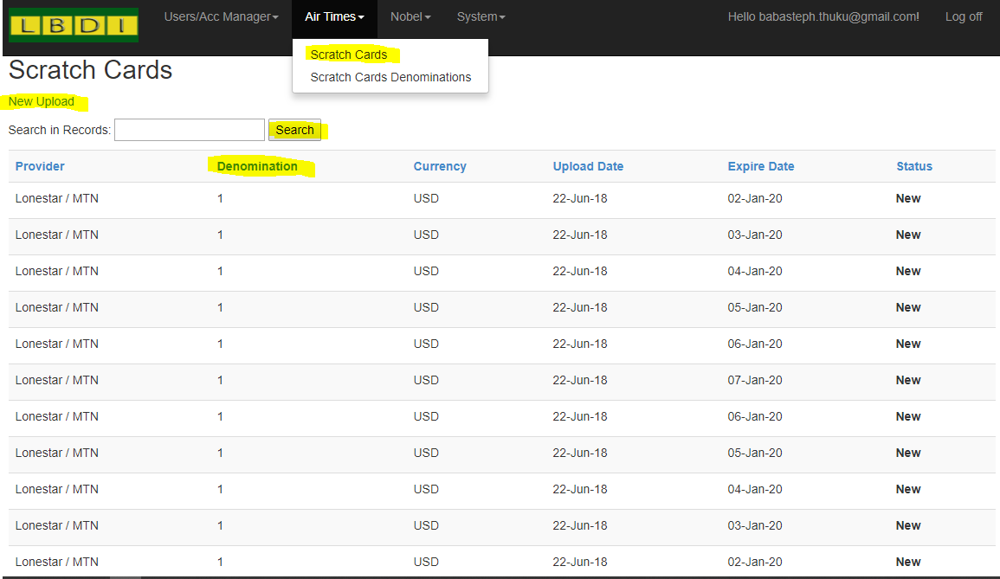 LBDI Users/Acc Manager Air Times Nobel System Hello babasteph.thuku@gmail.com! Log off
Scratch Cards
Scratch Cards Denominations
Scratch Cards
New Upload
Search in Records: Search
Provider Denomination Currency Upload Date Expire Date Status
Lonestar / MTN 1 USD 22-Jun-18 02-Jan-20 New
Lonestar / MTN 1 USD 22-Jun-18 03-Jan-20 New
Lonestar / MTN 1 USD 22-Jun-18 04-Jan-20 New
Lonestar / MTN 1 USD 22-Jun-18 05-Jan-20 New
Lonestar / MTN 1 USD 22-Jun-18 06-Jan-20 New
Lonestar / MTN 1 USD 22-Jun-18 07-Jan-20 New
Lonestar / MTN 1 USD 22-Jun-18 06-Jan-20 New
Lonestar / MTN 1 USD 22-Jun-18 05-Jan-20 New
Lonestar / MTN 1 USD 22-Jun-18 04-Jan-20 New
Lonestar / MTN 1 USD 22-Jun-18 03-Jan-20 New
Lonestar / MTN 1 USD 22-Jun-18 02-Jan-20 New